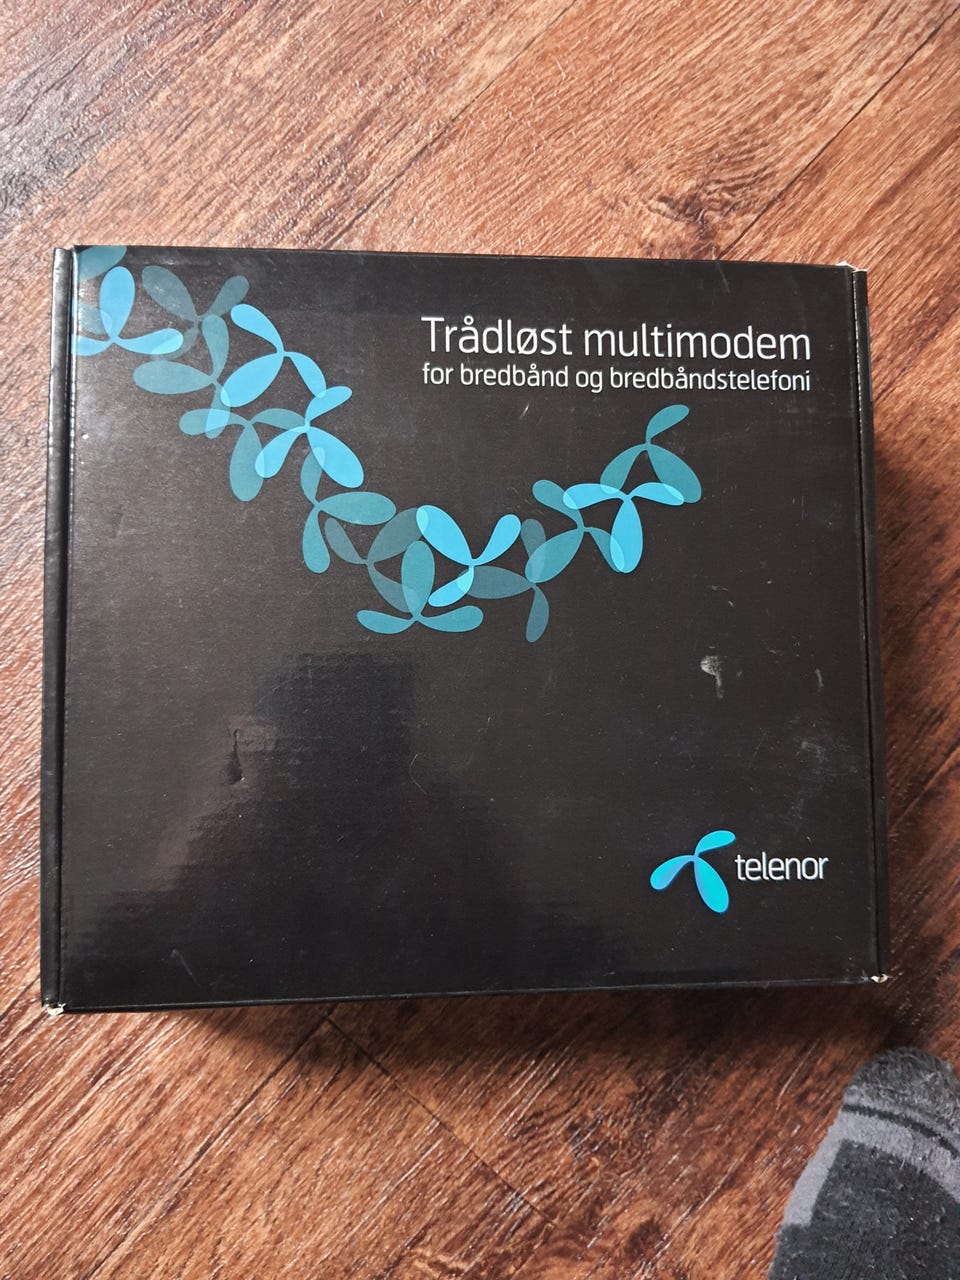 Trådløst multimodem
for bredbånd og bredbåndstelefoni
telenor